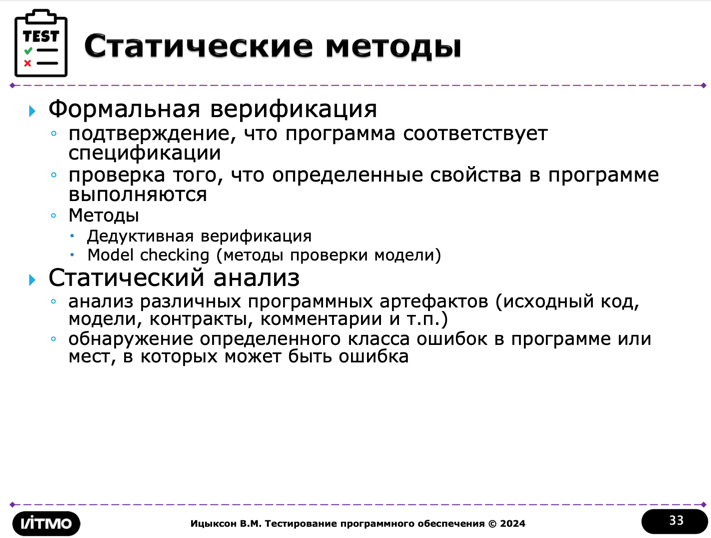 TEST
Статические методы
Формальная верификация
подтверждение, что программа соответствует
спецификации
проверка того, что определенные свойства в программе
выполняются
Методы
Дедуктивная верификация
Model checking (методы проверки модели)
Статический анализ
анализ различных программных артефактов (исходный код,
модели, контракты, комментарии и т.п.)
обнаружение определенного класса ошибок в программе или
мест, в которых может быть ошибка
ИТМО
Ицыксон В.М. Тестирование программного обеспечения © 2024
33